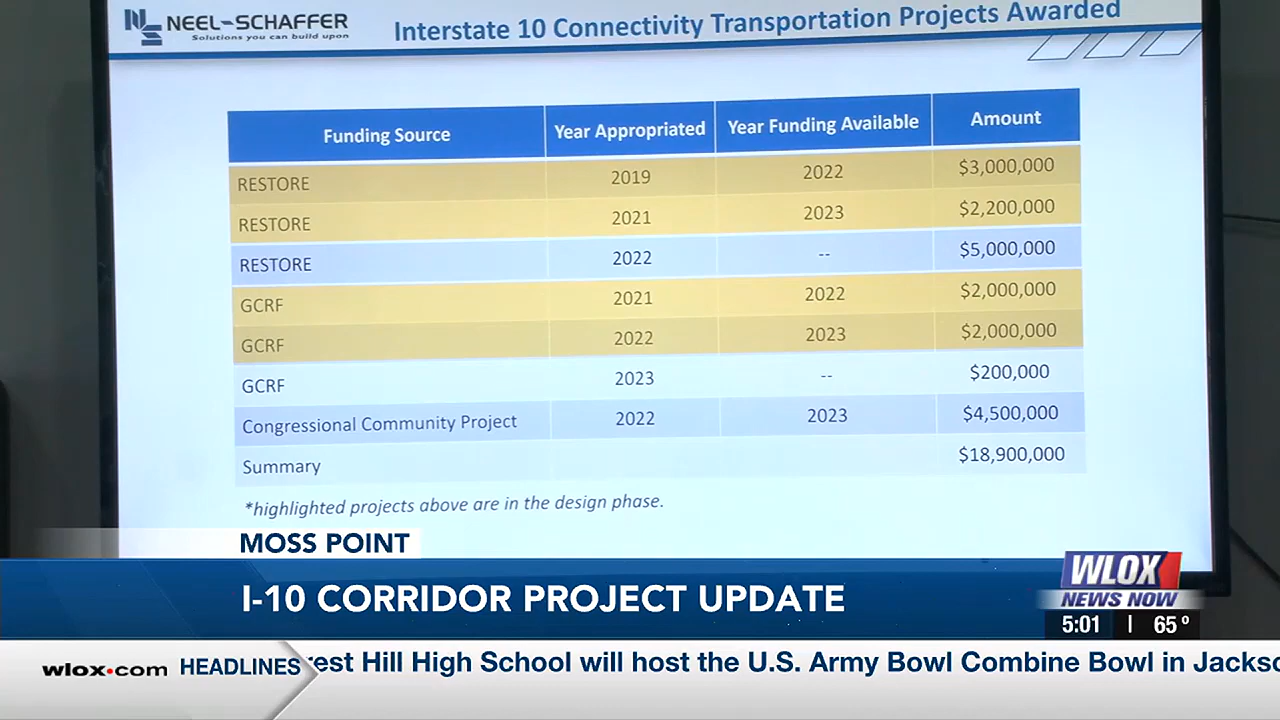 NEEL-SCHAFFER
Solutions you can build upon
Interstate 10 Connectivity Transportation Projects Awarded
Funding Source Year Appropriated Year Funding Available Amount
RESTORE 2019 2022 $3,000,000
RESTORE 2021 2023 $2,200,000
RESTORE 2022 -- $5,000,000
GCRF 2021 2022 $2,000,000
GCRF 2022 2023 $2,000,000
GCRF 2023 -- $200,000
Congressional Community Project 2022 2023 $4,500,000
Summary $18,900,000
*highlighted projects above are in the design phase.
MOSS POINT
I-10 CORRIDOR PROJECT UPDATE
WLOX
NEWS NOW
5:01 | 65°
wlox.com HEADLINES rest Hill High School will host the U.S. Army Bowl Combine Bowl in Jackso